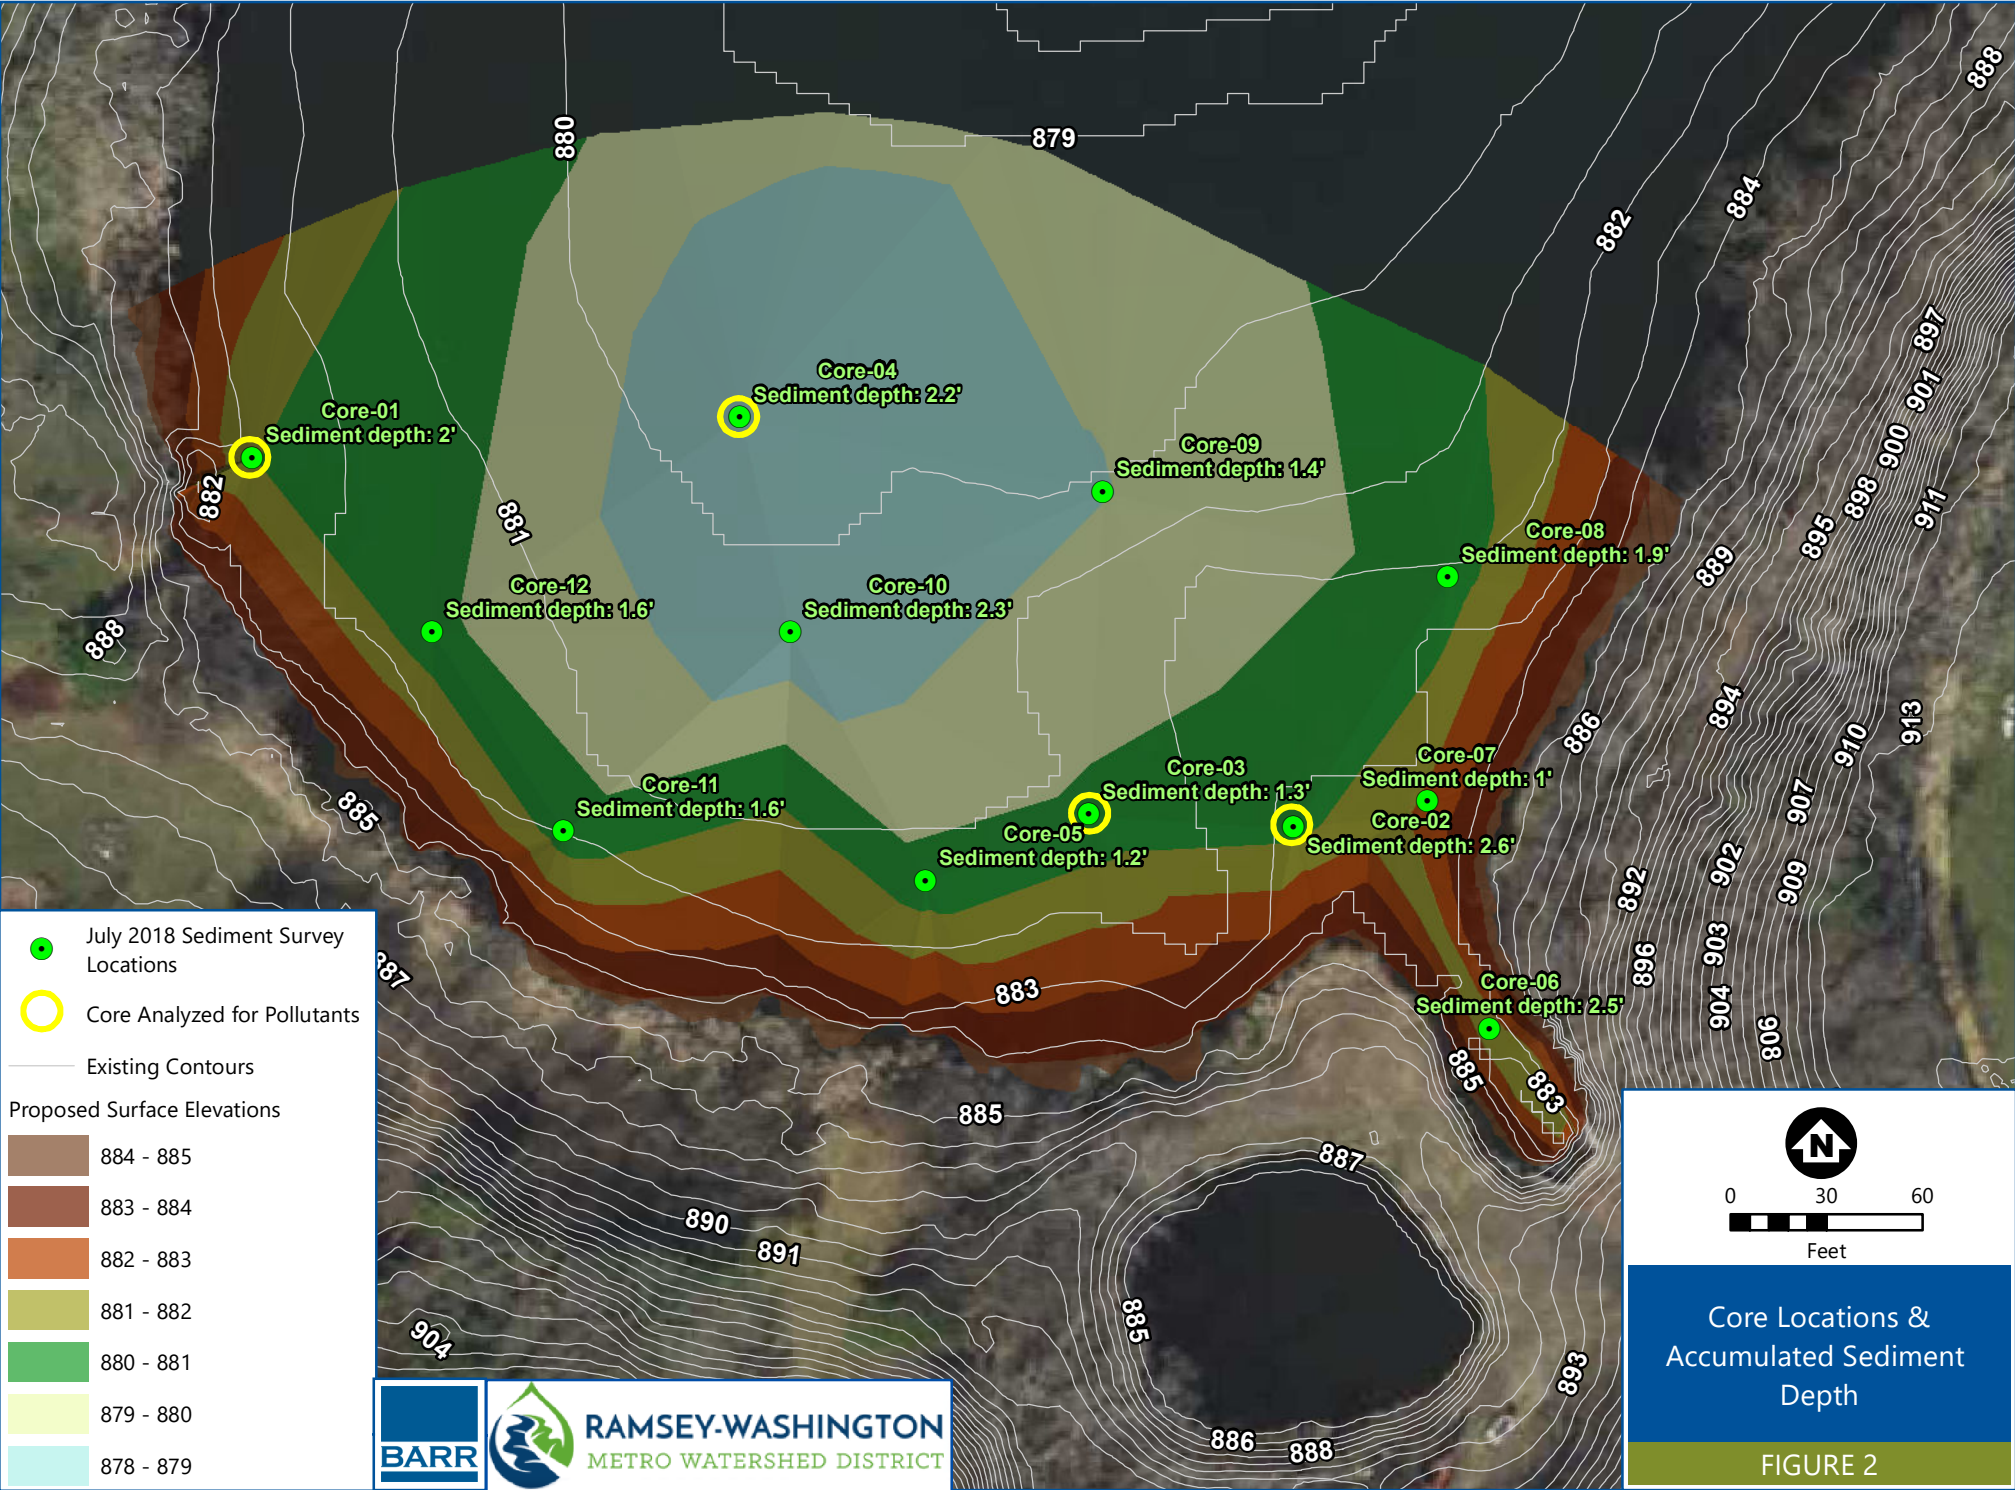 888
880
879
884
882
897
Core-04
Sediment depth: 2.2'
901
Core-01
Sediment depth: 2'
Core-09
Sediment depth: 1.4'
900
882
898
911
881
895
Core-08
Sediment depth: 1.9'
889
Core-12
Sediment depth: 1.6'
Core-10
Sediment depth: 2.3'
888
894
913
886
910
Core-07
Sediment depth: 1'
Core-03
Sediment depth: 1.3'
Core-11
Sediment depth: 1.6'
907
885
Core-02
Sediment depth: 2.6'
Core-05
Sediment depth: 1.2'
902
892
909
903
896
887
883
Core-06
Sediment depth: 2.5'
904
908
885
883
885
887
890
891
885
904
893
886
888
July 2018 Sediment Survey
Locations
Core Analyzed for Pollutants
Existing Contours
Proposed Surface Elevations
884 - 885
883 - 884
882 - 883
881 - 882
880 - 881
879 - 880
878 - 879
BARR
RAMSEY-WASHINGTON
METRO WATERSHED DISTRICT
N
0 30 60
Feet
Core Locations &
Accumulated Sediment
Depth
FIGURE 2